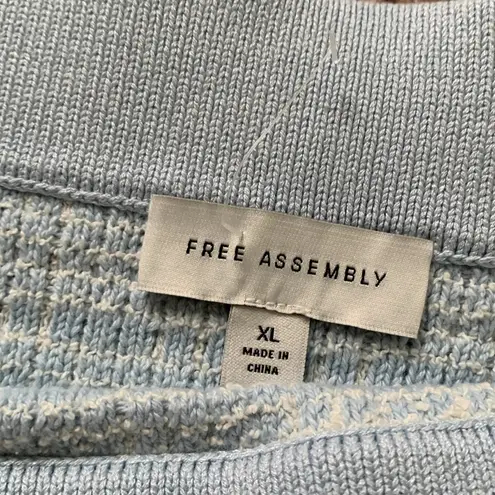 FREE ASSEMBLY
XL
MADE IN
CHINA